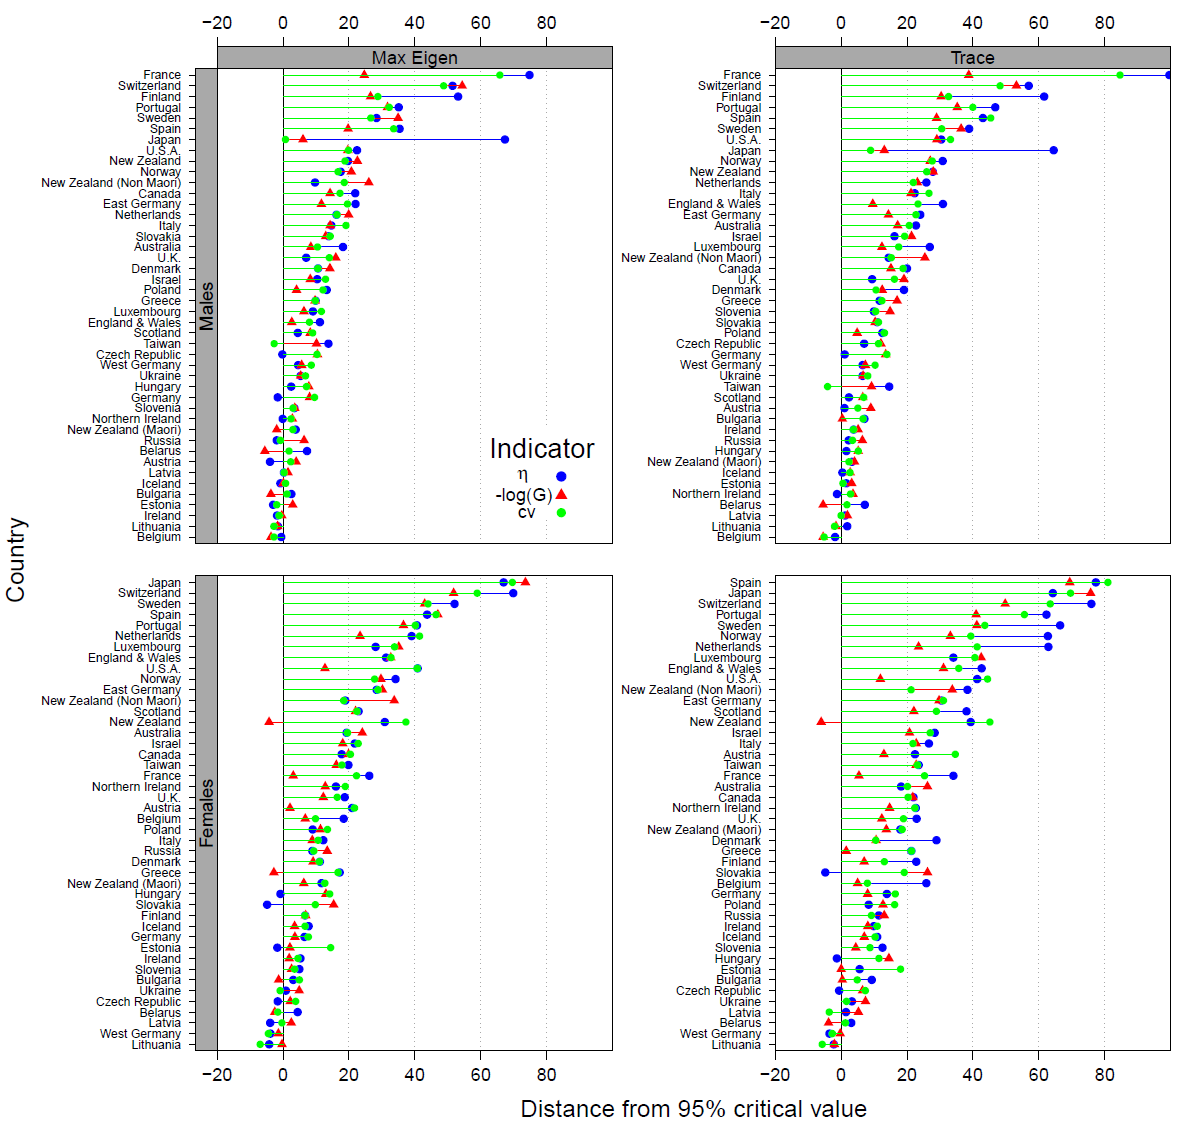 −20 0 20 40 60 80 −20 0 20 40 60 80
Max Eigen Trace
Males
France
Switzerland
Finland
Portugal
Sweden
Spain
Japan
U.S.A.
New Zealand
Norway
New Zealand (Non Maori)
Canada
East Germany
Netherlands
Italy
Slovakia
Australia
U.K.
Denmark
Israel
Poland
Greece
Luxembourg
England & Wales
Scotland
Taiwan
Czech Republic
West Germany
Ukraine
Hungary
Germany
Slovenia
Northern Ireland
New Zealand (Maori)
Russia
Belarus
Austria
Latvia
Iceland
Bulgaria
Estonia
Ireland
Lithuania
Belgium
Indicator
η
-log(G)
cv
France
Switzerland
Finland
Portugal
Spain
Sweden
U.S.A.
Japan
Norway
New Zealand
Netherlands
Italy
England & Wales
East Germany
Australia
Israel
Luxembourg
New Zealand (Non Maori)
Canada
U.K.
Denmark
Greece
Slovenia
Slovakia
Poland
Czech Republic
Germany
West Germany
Ukraine
Taiwan
Scotland
Austria
Bulgaria
Ireland
Russia
Hungary
New Zealand (Maori)
Iceland
Estonia
Northern Ireland
Belarus
Latvia
Lithuania
Belgium
Country
Females
Japan
Switzerland
Sweden
Spain
Portugal
Netherlands
Luxembourg
England & Wales
U.S.A.
Norway
East Germany
New Zealand (Non Maori)
Scotland
New Zealand
Australia
Israel
Canada
Taiwan
France
Northern Ireland
U.K.
Austria
Belgium
Poland
Italy
Russia
Denmark
Greece
New Zealand (Maori)
Hungary
Slovakia
Finland
Iceland
Germany
Estonia
Ireland
Slovenia
Bulgaria
Ukraine
Czech Republic
Belarus
Latvia
West Germany
Lithuania
Spain
Japan
Switzerland
Portugal
Sweden
Norway
Netherlands
Luxembourg
England & Wales
U.S.A.
New Zealand (Non Maori)
East Germany
Scotland
New Zealand
Israel
Italy
Austria
Taiwan
France
Australia
Canada
Northern Ireland
U.K.
New Zealand (Maori)
Denmark
Greece
Finland
Slovakia
Belgium
Germany
Poland
Russia
Ireland
Iceland
Slovenia
Hungary
Estonia
Bulgaria
Czech Republic
Ukraine
Latvia
Belarus
West Germany
Lithuania
−20 0 20 40 60 80 −20 0 20 40 60 80
Distance from 95% critical value